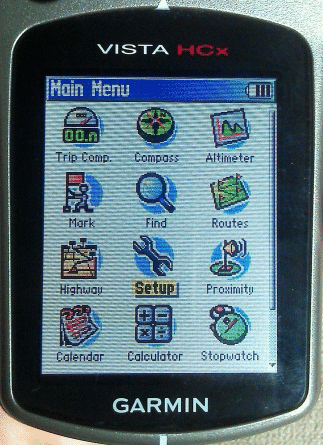 VISTA HCx
Main Menu
00.n
Trip Comp.
Compass
Altimeter
Mark
Find
Routes
Highway
Setup
Proximity
Calendar
Calculator
Stopwatch
GARMIN